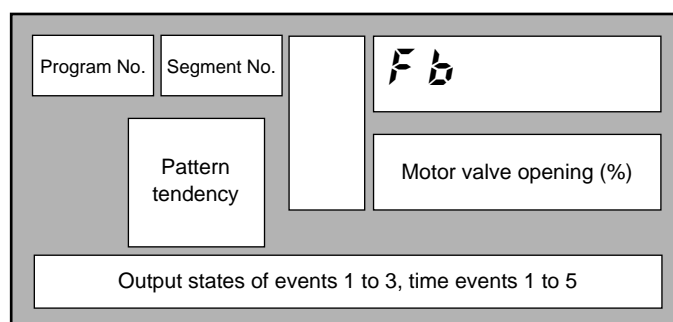 Program No.
Segment No.
Fb
Pattern
tendency
Motor valve opening (%)
Output states of events 1 to 3, time events 1 to 5